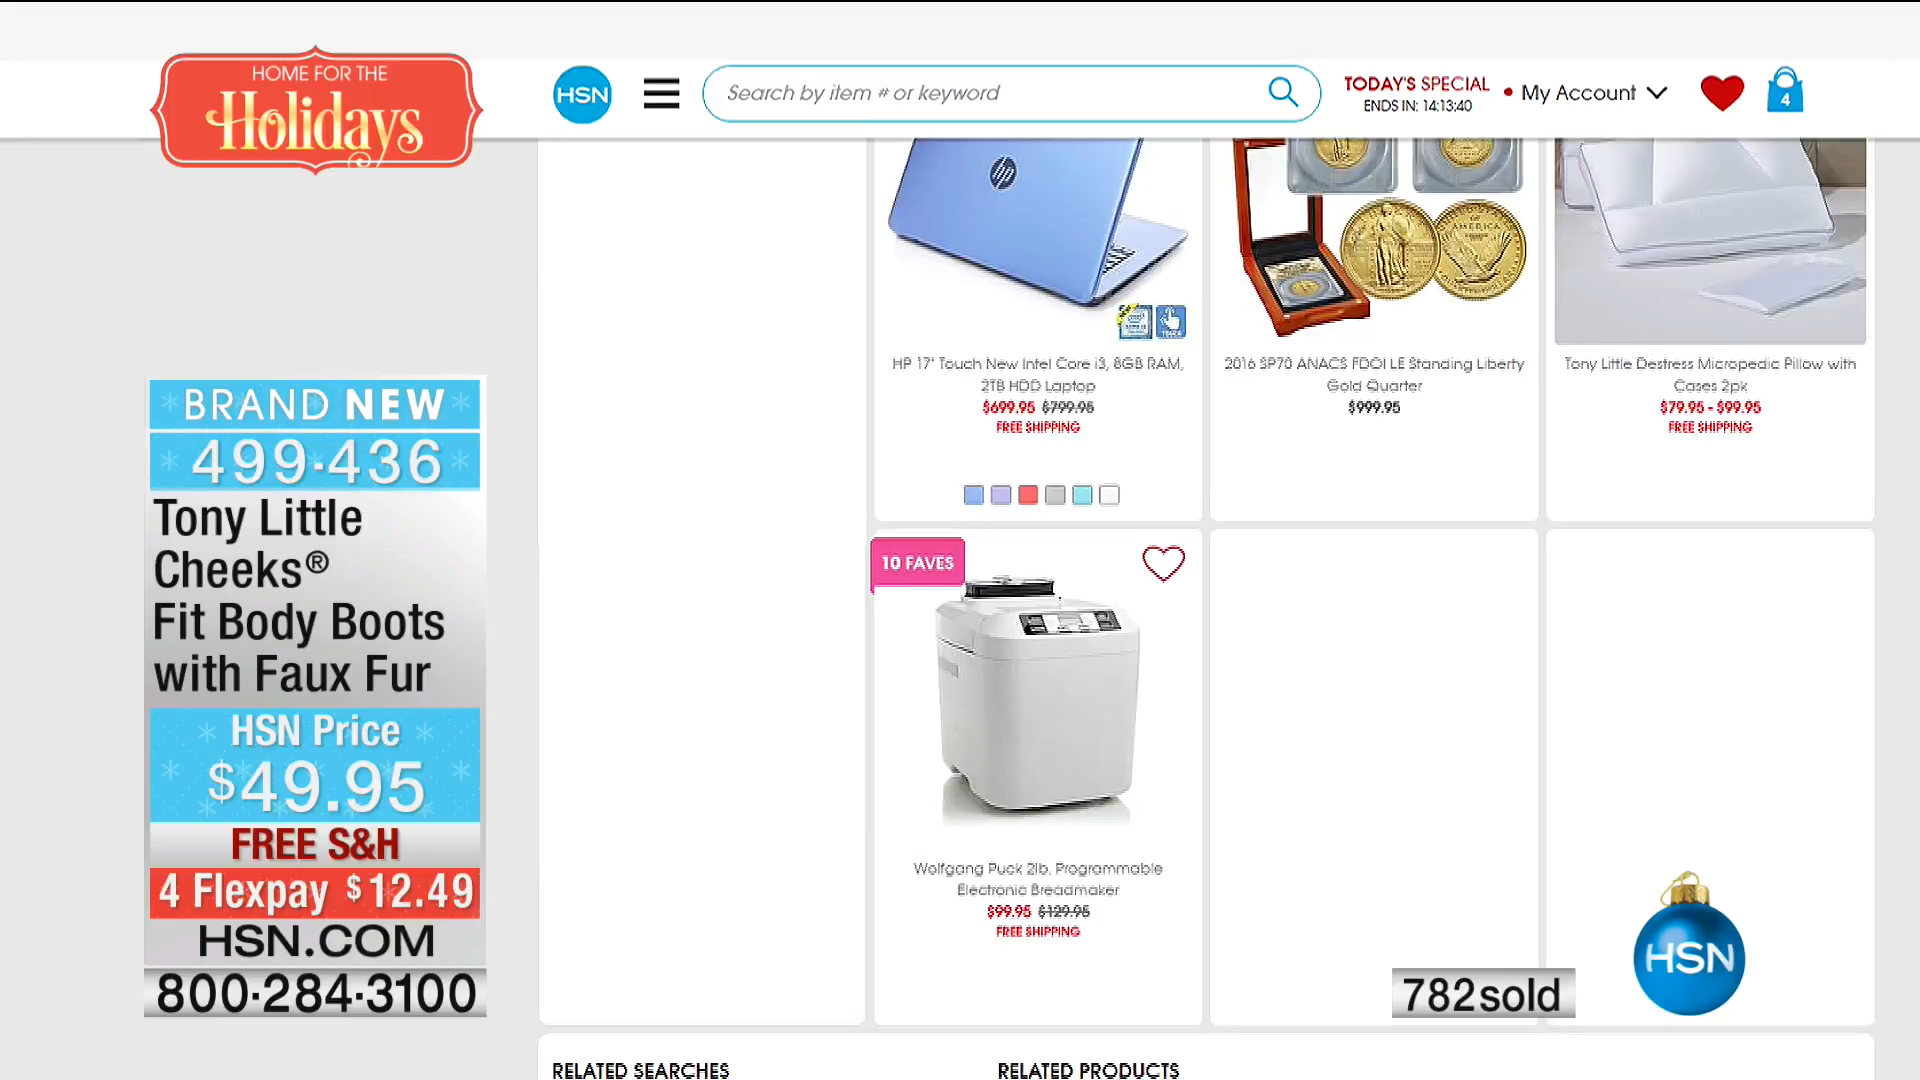 HOME FOR THE
Holidays
HSN
Search by item # or keyword
TODAY'S SPECIAL
ENDS IN: 14:13:40
My Account
4
hp
HP 17" Touch New Intel Core i3, 8GB RAM,
2TB HDD Laptop
$699.95 $799.95
FREE SHIPPING
2016 SP70 ANACS FDOI LE Standing Liberty
Gold Quarter
$999.95
Tony Little Destress Micropedic Pillow with
Cases 2pk
$79.95 - $99.95
FREE SHIPPING
BRAND NEW
499·436
Tony Little
Cheeks®
Fit Body Boots
with Faux Fur
HSN Price
$49.95
FREE S&H
4 Flexpay $12.49
HSN.COM
800·284·3100
10 FAVES
Wolfgang Puck 2lb. Programmable
Electronic Breadmaker
$99.95 $129.95
FREE SHIPPING
782 sold
HSN
RELATED SEARCHES
RELATED PRODUCTS